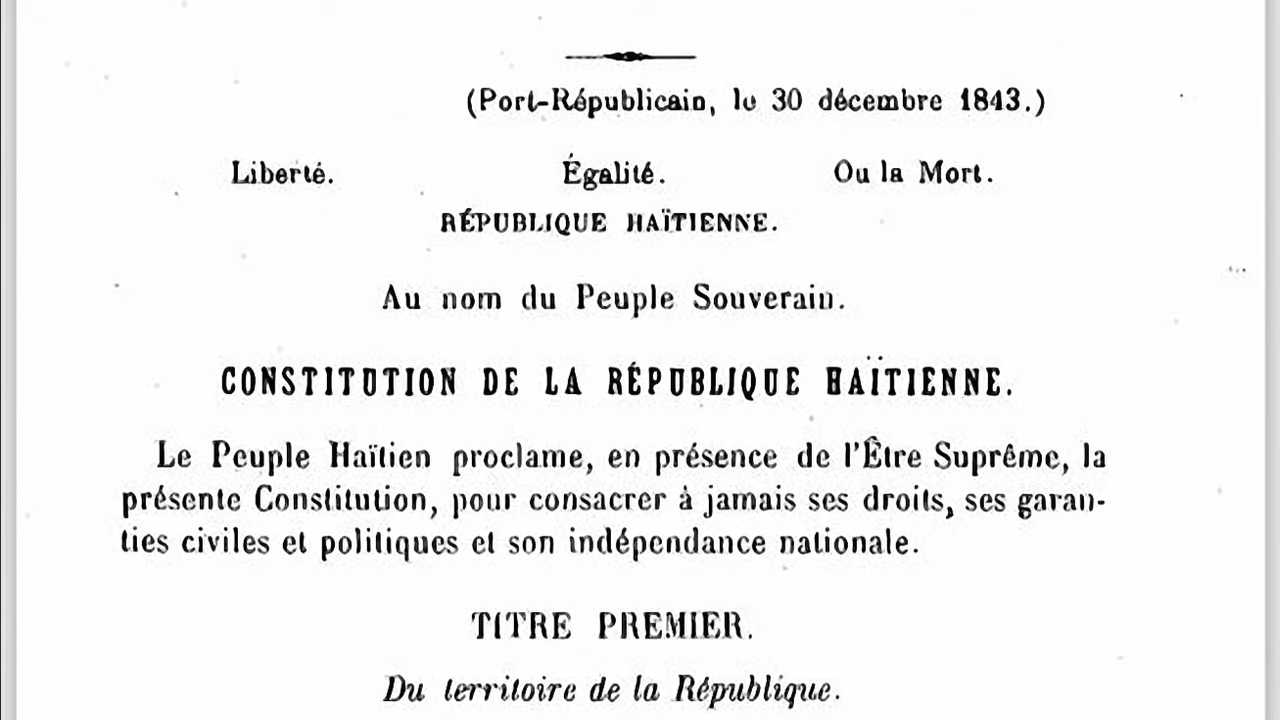 (Port-Républicain, le 30 décembre 1843.)
Liberté. Égalité. Ou la Mort.
RÉPUBLIQUE HAÏTIENNE.
Au nom du Peuple Souverain.
CONSTITUTION DE LA RÉPUBLIQUE HAÏTIENNE.
Le Peuple Haïtien proclame, en présence de l'Être Suprême, la
présente Constitution, pour consacrer à jamais ses droits, ses garan-
ties civiles et politiques et son indépendance nationale.
TITRE PREMIER.
Du territoire de la République.